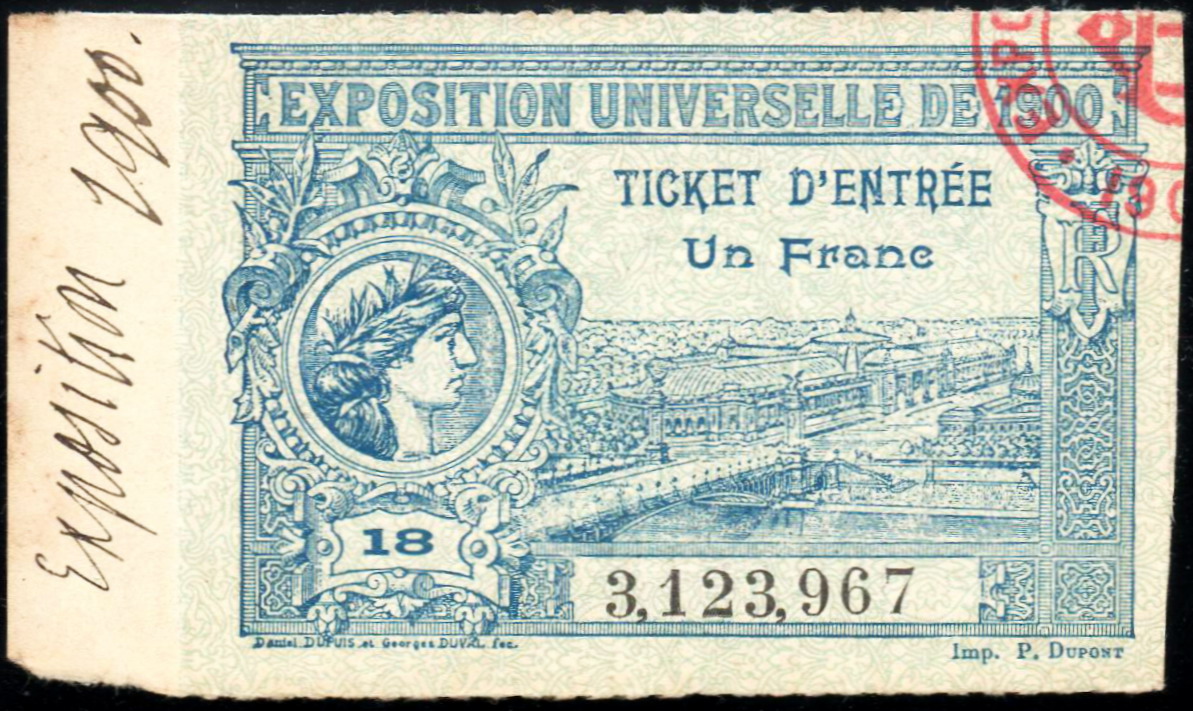 Exposition 1900.
EXPOSITION UNIVERSELLE DE 1900
TICKET D'ENTRÉE
Un Franc
R
18
3,123,967
Daniel DUPUIS et Georges DUVAL fec.
Imp. P. DUPONT